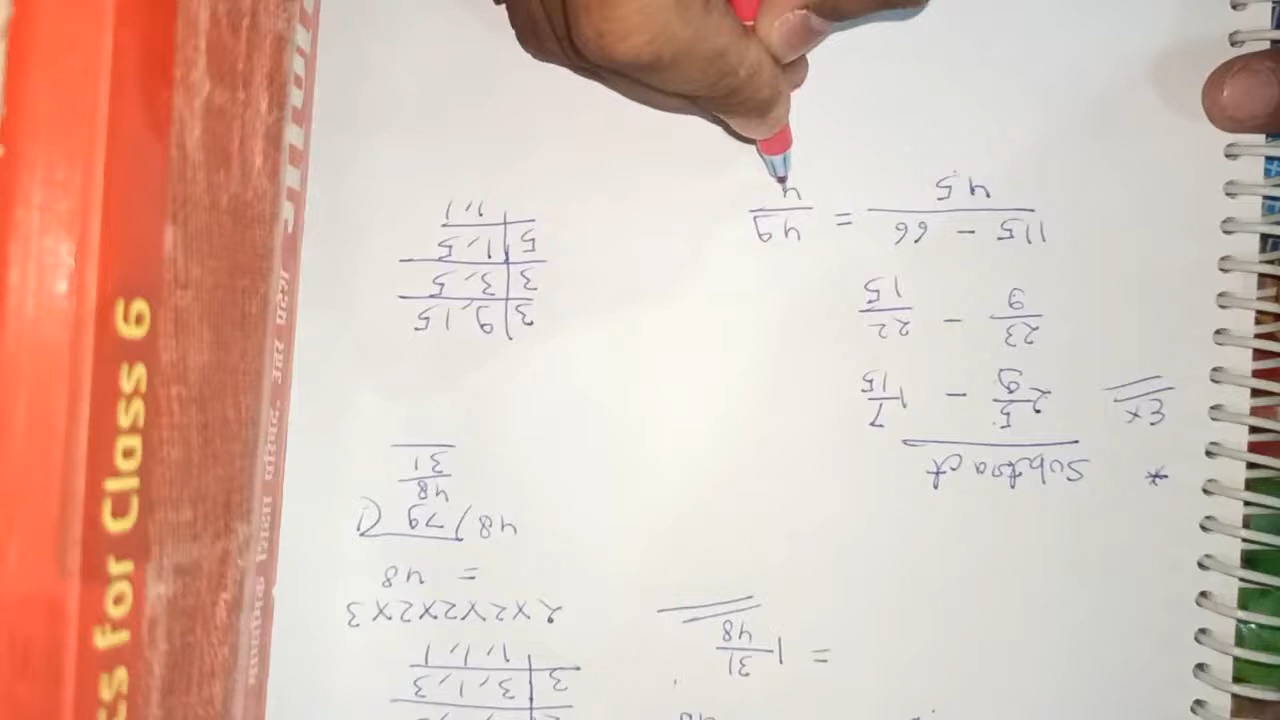 3 | 3, 1, 3
1, 1, 1
= 1 31/48
2×2×2×2×3
= 48
48 ) 79 ( 1
48
31
* Subtract
Ex 2 5/9 − 1 7/15
23/9 − 22/15
115 − 66 / 45 = 49 / 4
3 | 9, 15
3 | 3, 5
5 | 1, 5
1, 1
cs for Class 6